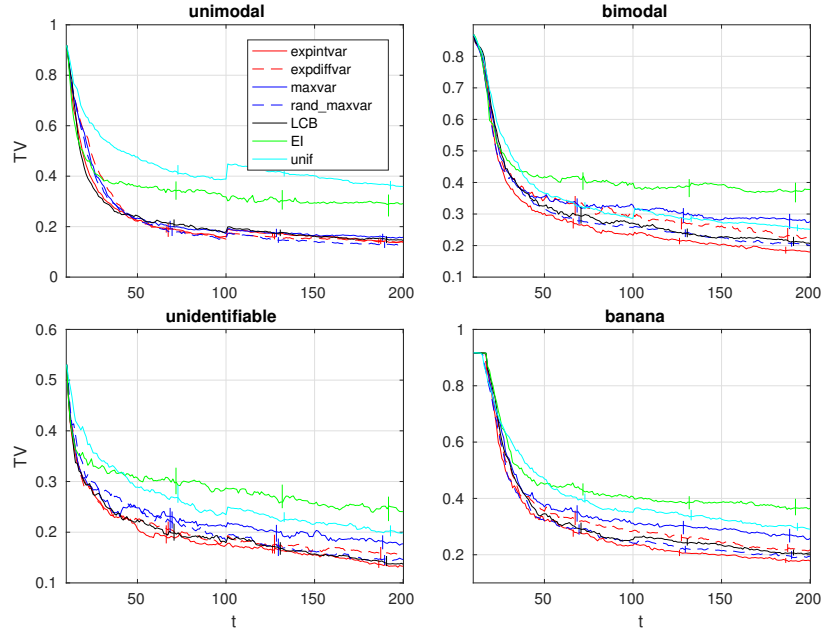 unimodal
bimodal
1
0.8
0.6
0.4
0.2
0
TV
50
100
150
200
expintvar
expdiffvar
maxvar
rand_maxvar
LCB
EI
unif
0.8
0.7
0.6
0.5
0.4
0.3
0.2
0.1
50
100
150
200
unidentifiable
banana
0.6
0.5
0.4
0.3
0.2
0.1
TV
50
100
150
200
t
1
0.8
0.6
0.4
0.2
50
100
150
200
t